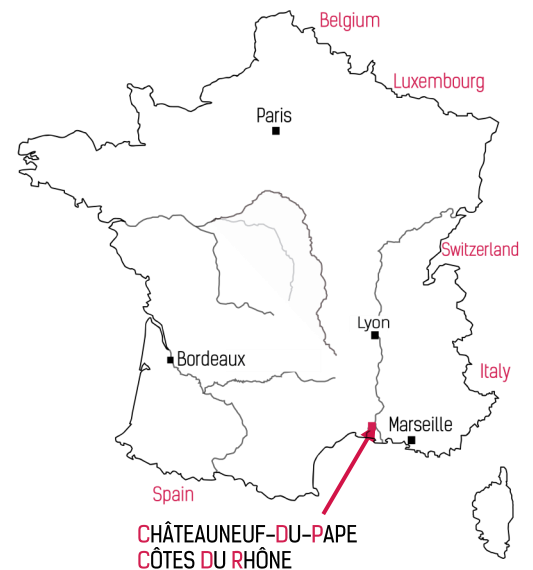 Belgium
Luxembourg
Paris
Switzerland
Lyon
Bordeaux
Italy
Marseille
Spain
CHÂTEAUNEUF-DU-PAPE
CÔTES DU RHÔNE